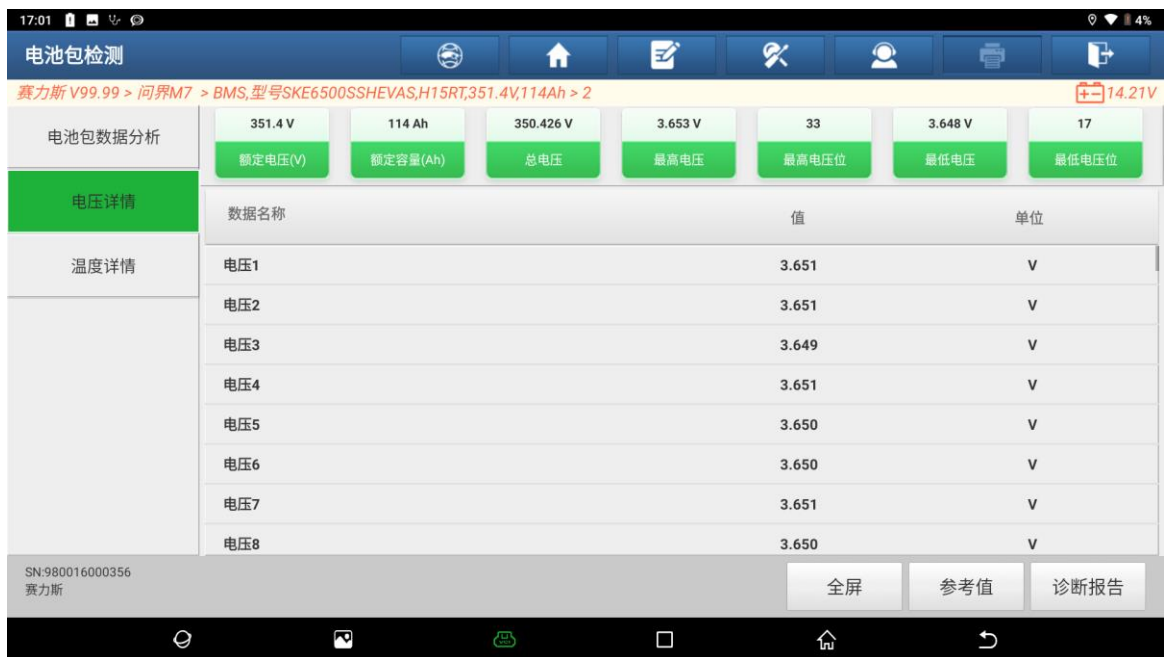 17:01 4%
电池包检测
赛力斯 V99.99 > 问界M7 > BMS,型号SKE6500SSHEVAS,H15RT,351.4V,114Ah > 2 14.21V
电池包数据分析
电压详情
温度详情
351.4 V 114 Ah 350.426 V 3.653 V 33 3.648 V 17
额定电压(V) 额定容量(Ah) 总电压 最高电压 最高电压位 最低电压 最低电压位
数据名称 值 单位
电压1 3.651 V
电压2 3.651 V
电压3 3.649 V
电压4 3.651 V
电压5 3.650 V
电压6 3.650 V
电压7 3.651 V
电压8 3.650 V
SN:980016000356
赛力斯
全屏 参考值 诊断报告